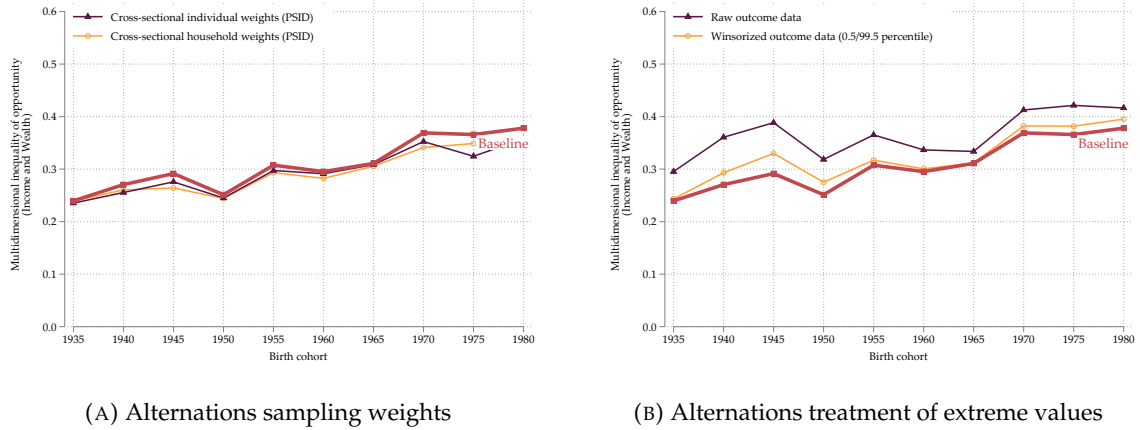 Cross-sectional individual weights (PSID)
Cross-sectional household weights (PSID)
Multidimensional inequality of opportunity
(Income and Wealth)
0.6
0.5
0.4
0.3
0.2
0.1
0.0
Baseline
1935 1940 1945 1950 1955 1960 1965 1970 1975 1980
Birth cohort
(A) Alternations sampling weights
Raw outcome data
Winsorized outcome data (0.5/99.5 percentile)
Multidimensional inequality of opportunity
(Income and Wealth)
0.6
0.5
0.4
0.3
0.2
0.1
0.0
Baseline
1935 1940 1945 1950 1955 1960 1965 1970 1975 1980
Birth cohort
(B) Alternations treatment of extreme values